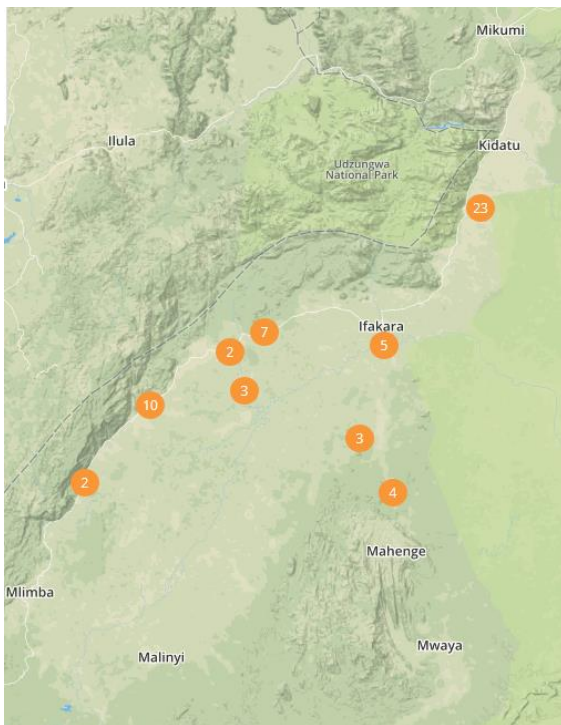 Mikumi
Ilula
Kidatu
Udzungwa
National Park
23
Ifakara
7
5
2
3
10
3
2
4
Mahenge
Mlimba
Mwaya
Malinyi